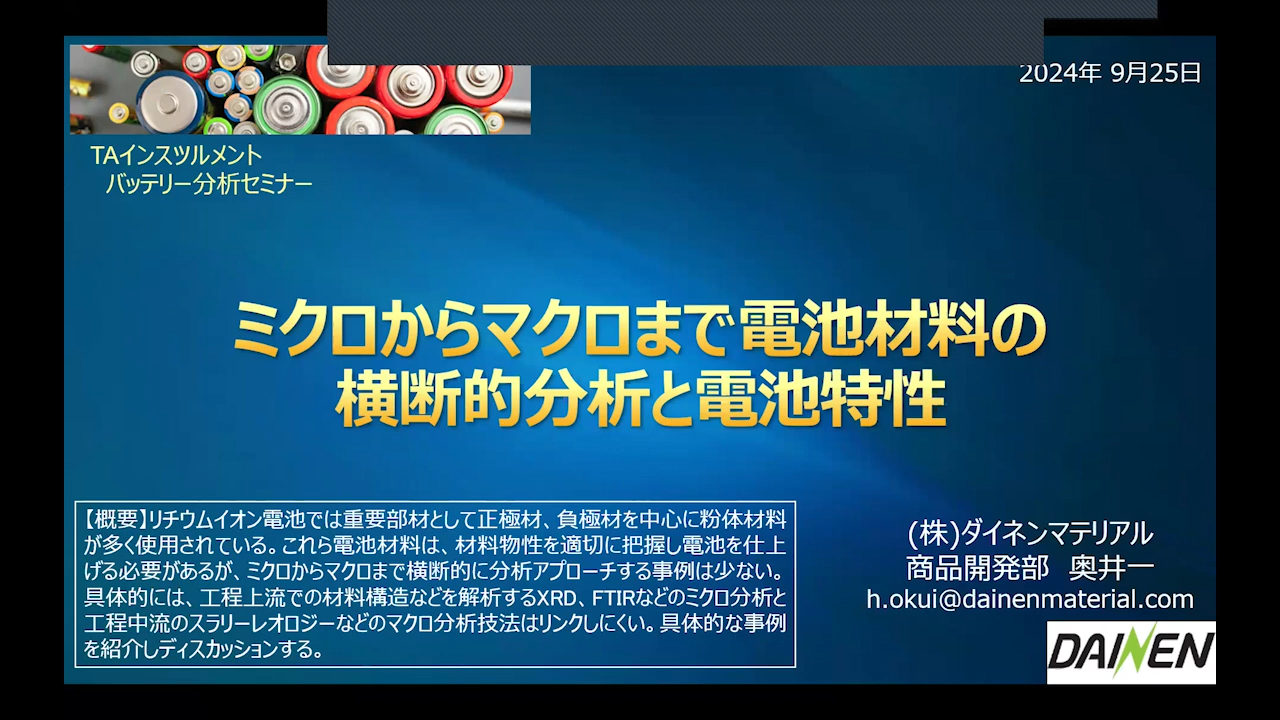 2024年 9月25日
TAインスツルメント
バッテリー分析セミナー
ミクロからマクロまで電池材料の
横断的分析と電池特性
【概要】リチウムイオン電池では重要部材として正極材、負極材を中心に粉体材料
が多く使用されている。これら電池材料は、材料物性を適切に把握し電池を仕上
げる必要があるが、ミクロからマクロまで横断的に分析アプローチする事例は少ない。
具体的には、工程上流での材料構造などを解析するXRD、FTIRなどのミクロ分析と
工程中流のスラリーレオロジーなどのマクロ分析技法はリンクしにくい。具体的な事例
を紹介しディスカッションする。
(株)ダイネンマテリアル
商品開発部 奥井一
h.okui@dainenmaterial.com
DAINEN